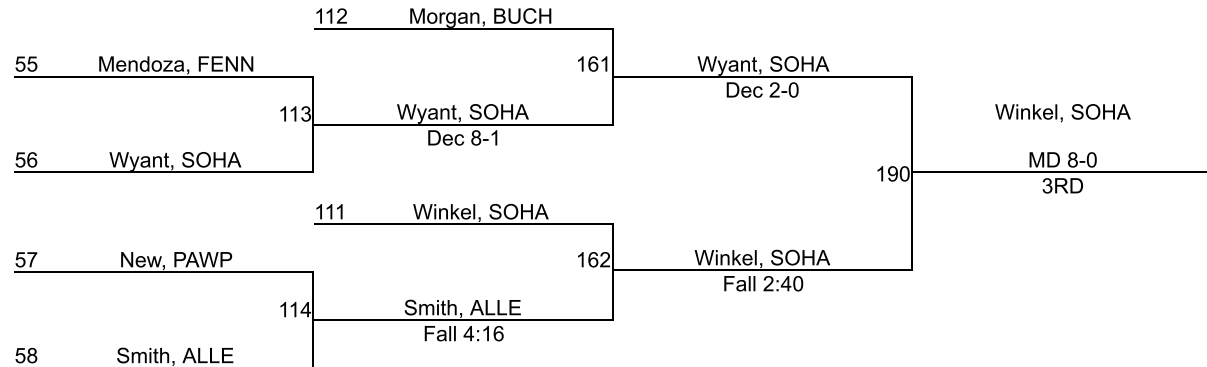 112 Morgan, BUCH
55 Mendoza, FENN
161 Wyant, SOHA
Dec 2-0
113 Wyant, SOHA
Dec 8-1
Winkel, SOHA
56 Wyant, SOHA
190 MD 8-0
3RD
111 Winkel, SOHA
57 New, PAWP
162 Winkel, SOHA
Fall 2:40
114 Smith, ALLE
Fall 4:16
58 Smith, ALLE